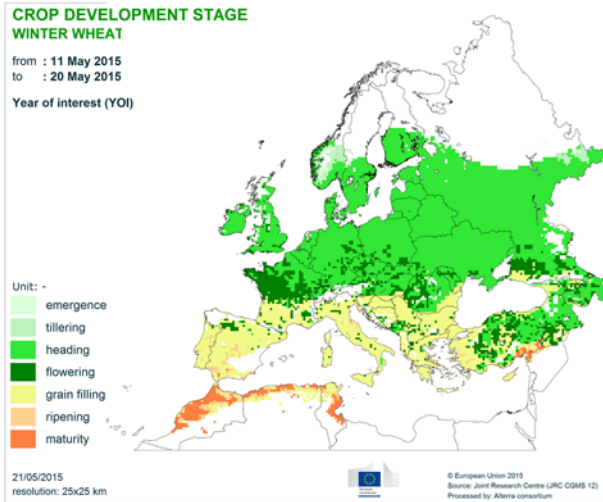 CROP DEVELOPMENT STAGE
WINTER WHEAT
from : 11 May 2015
to : 20 May 2015
Year of interest (YOI)
Unit: -
emergence
tillering
heading
flowering
grain filling
ripening
maturity
21/05/2015
resolution: 25x25 km
© European Union 2015
Source: Joint Research Centre (JRC CGMS 12)
Processed by: Alterra consortium